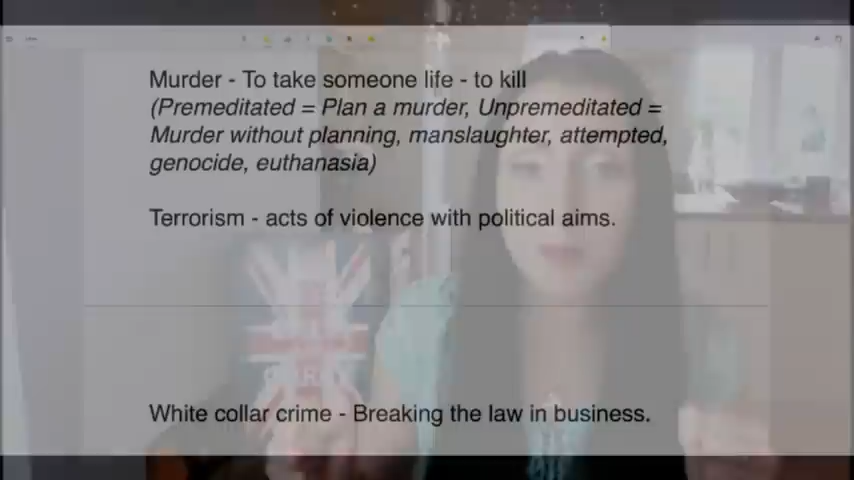 Murder - To take someone life - to kill
(Premeditated = Plan a murder, Unpremeditated =
Murder without planning, manslaughter, attempted,
genocide, euthanasia)
Terrorism - acts of violence with political aims.
White collar crime - Breaking the law in business.